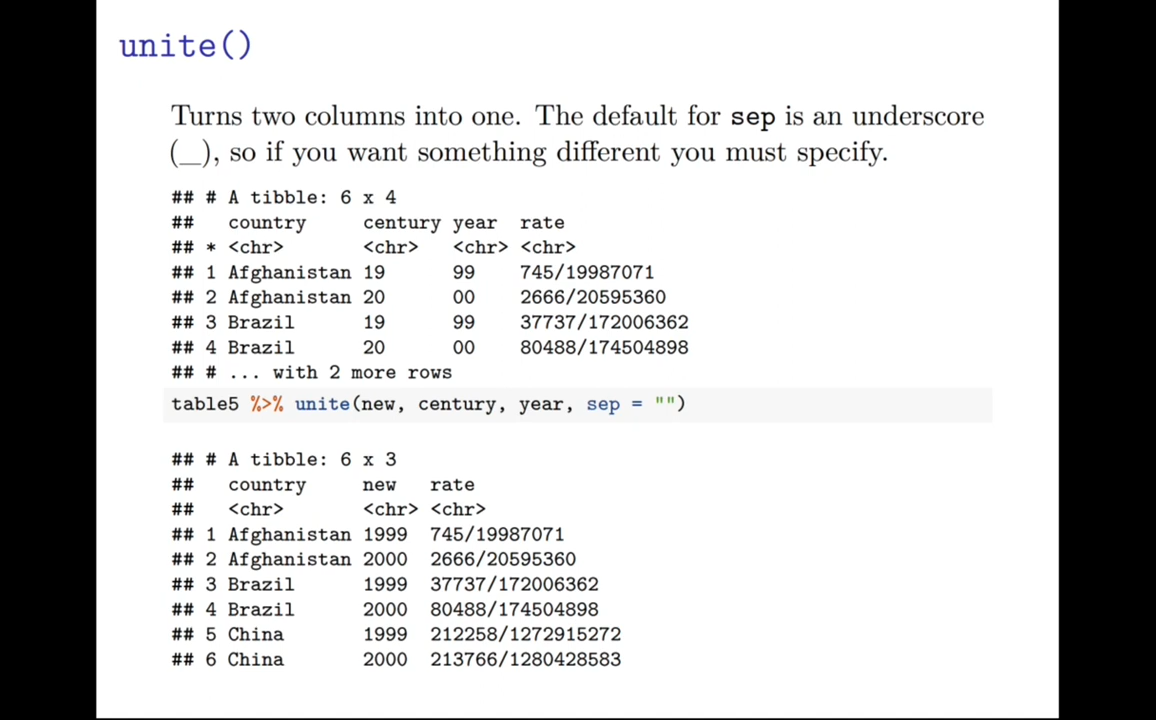 unite()
Turns two columns into one. The default for sep is an underscore
(_), so if you want something different you must specify.
## # A tibble: 6 x 4
##   country     century year  rate
## * <chr>       <chr>   <chr> <chr>
## 1 Afghanistan 19      99    745/19987071
## 2 Afghanistan 20      00    2666/20595360
## 3 Brazil      19      99    37737/172006362
## 4 Brazil      20      00    80488/174504898
## # ... with 2 more rows
table5 %>% unite(new, century, year, sep = "")
## # A tibble: 6 x 3
##   country     new   rate
##   <chr>       <chr> <chr>
## 1 Afghanistan 1999  745/19987071
## 2 Afghanistan 2000  2666/20595360
## 3 Brazil      1999  37737/172006362
## 4 Brazil      2000  80488/174504898
## 5 China       1999  212258/1272915272
## 6 China       2000  213766/1280428583